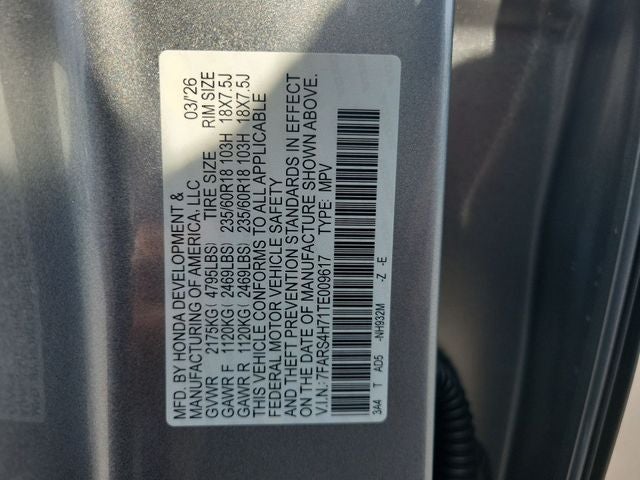 MFD. BY HONDA DEVELOPMENT & 03/26
MANUFACTURING OF AMERICA, LLC
GVWR 2175KG ( 4795LBS) TIRE SIZE RIM SIZE
GAWR F 1120KG ( 2469LBS) 235/60R18 103H 18X7.5J
GAWR R 1120KG ( 2469LBS) 235/60R18 103H 18X7.5J
THIS VEHICLE CONFORMS TO ALL APPLICABLE
FEDERAL MOTOR VEHICLE SAFETY
AND THEFT PREVENTION STANDARDS IN EFFECT
ON THE DATE OF MANUFACTURE SHOWN ABOVE.
V.I.N.: 7FARS4H71TE009617 TYPE: MPV
3A4 T AD5 -NH932M -Z -E